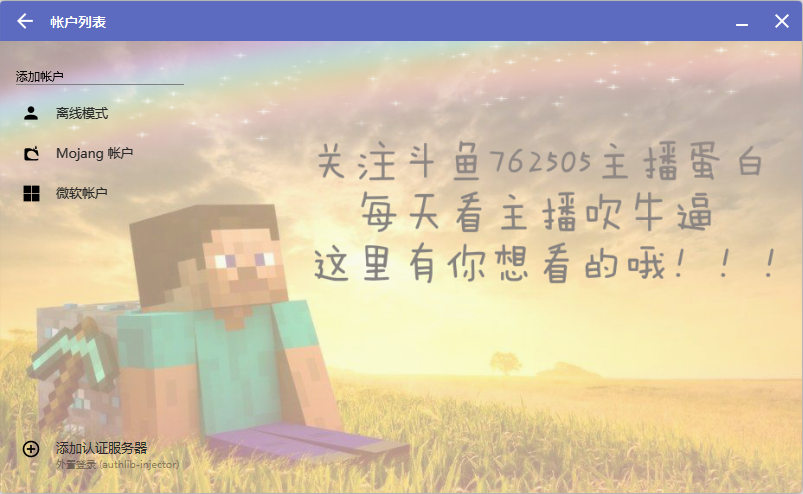 帐户列表
添加帐户
离线模式
Mojang 帐户
微软帐户
关注斗鱼762505主播蛋白
每天看主播吹牛逼
这里有你想看的哦！！！
添加认证服务器
外置登录 (authlib-injector)